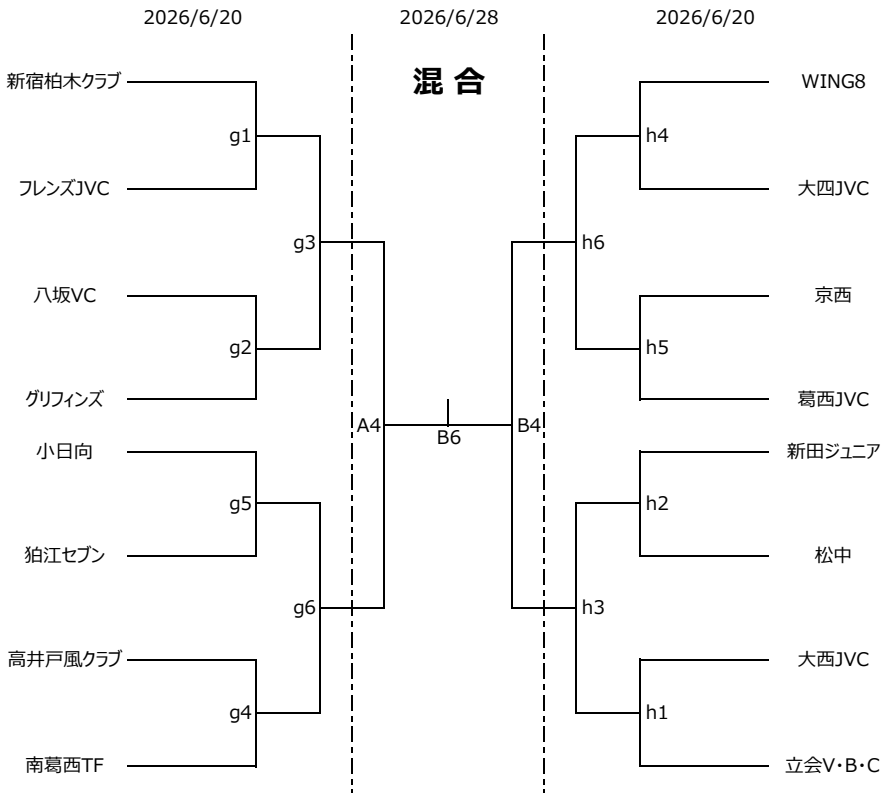 2026/6/20
2026/6/28
2026/6/20
混合
新宿柏木クラブ
WING8
g1
h4
フレンズJVC
大四JVC
g3
h6
八坂VC
京西
g2
h5
グリフィンズ
葛西JVC
A4
B6
B4
小日向
新田ジュニア
g5
h2
狛江セブン
松中
g6
h3
高井戸風クラブ
大西JVC
g4
h1
南葛西TF
立会V・B・C